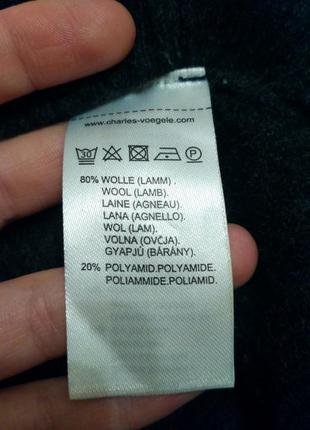 www.charles-voegele.com
30 P
80% WOLLE (LAMM) .
WOOL (LAMB).
LAINE (AGNEAU).
LANA (AGNELLO).
WOL (LAM).
VOLNA (OVČJA).
GYAPJÚ (BÁRÁNY).
20% POLYAMID.POLYAMIDE.
POLIAMMIDE.POLIAMID.